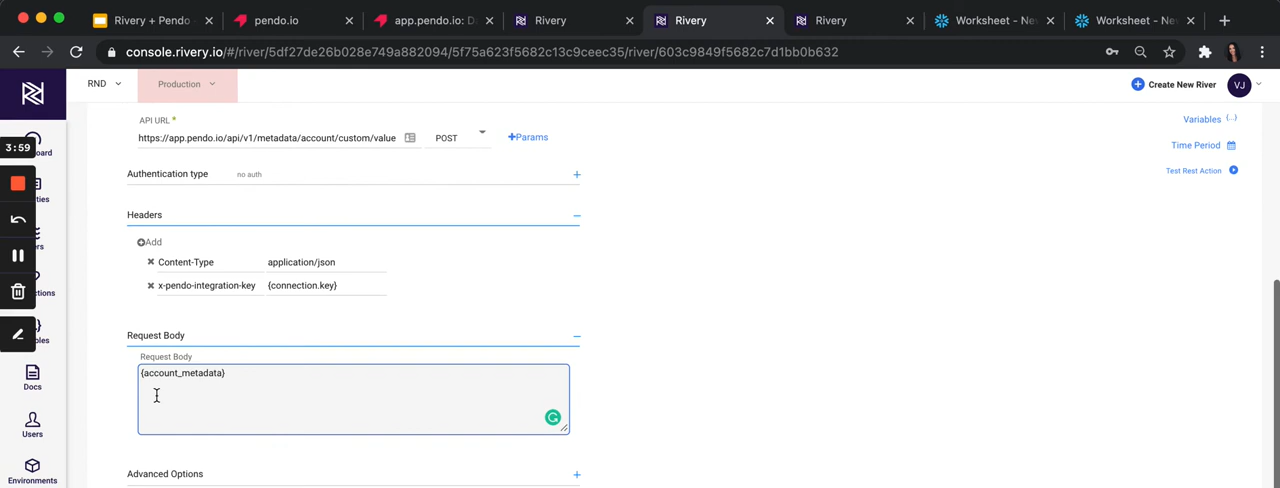 Rivery + Pendo -
pendo.io
app.pendo.io: D
Rivery
Rivery
Rivery
Worksheet - Ne
Worksheet - Ne
console.rivery.io/#/river/5df27de26b028e749a882094/5f75a623f5682c13c9ceec35/river/603c9849f5682c7d1bb0b632
RND
Production
Create New River
VJ
API URL *
https://app.pendo.io/api/v1/metadata/account/custom/value
POST
+Params
Variables {...}
Time Period
Test Rest Action
3:59
Authentication type
no auth
Headers
Add
Content-Type
application/json
x-pendo-integration-key
{connection.key}
Request Body
Request Body
{account_metadata}
Docs
Users
Environments
Advanced Options